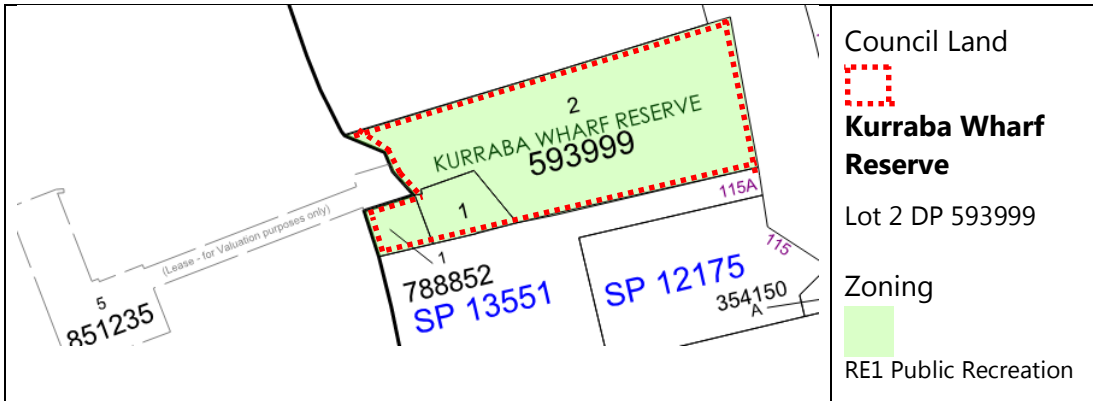 2
KURRABA WHARF RESERVE
593999
1
115A
115
(Lease - for Valuation purposes only)
1
788852
SP 13551
SP 12175
354150
A
5
851235
Council Land
Kurraba Wharf
Reserve
Lot 2 DP 593999
Zoning
RE1 Public Recreation